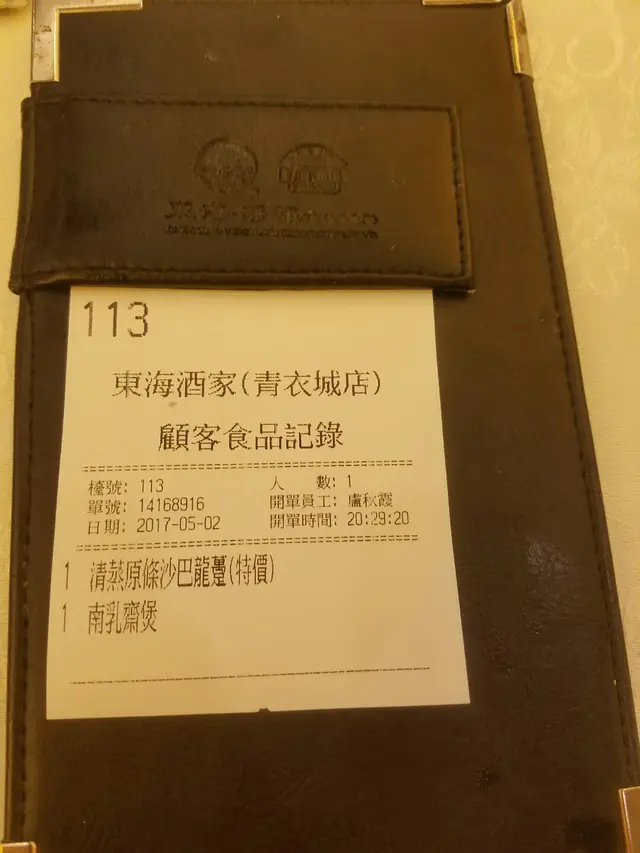 113
東海酒家(青衣城店)
顧客食品記錄
檯號: 113 人 數: 1
單號: 14168916 開單員工: 盧秋霞
日期: 2017-05-02 開單時間: 20:29:20
1 清蒸原條沙巴龍躉(特價)
1 南乳齋煲